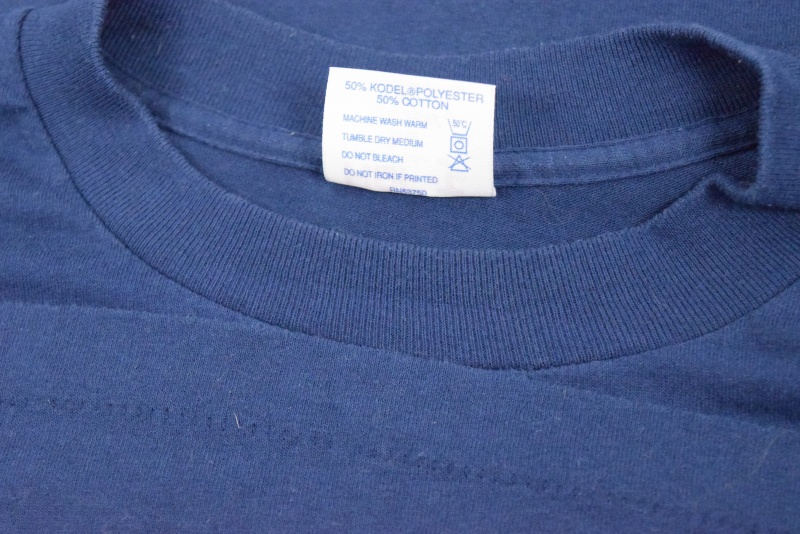 50% KODEL®POLYESTER
50% COTTON
MACHINE WASH WARM
50°C
TUMBLE DRY MEDIUM
DO NOT BLEACH
DO NOT IRON IF PRINTED